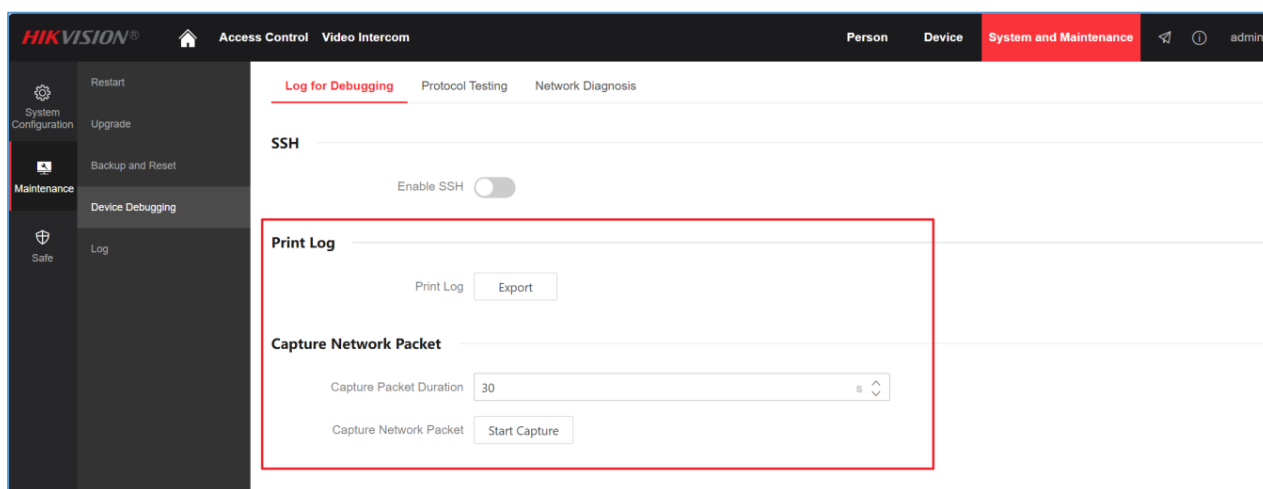 HIKVISION® Access Control Video Intercom Person Device System and Maintenance admin
System
Configuration
Maintenance
Safe
Restart
Upgrade
Backup and Reset
Device Debugging
Log
Log for Debugging Protocol Testing Network Diagnosis
SSH
Enable SSH
Print Log
Print Log Export
Capture Network Packet
Capture Packet Duration 30 s
Capture Network Packet Start Capture